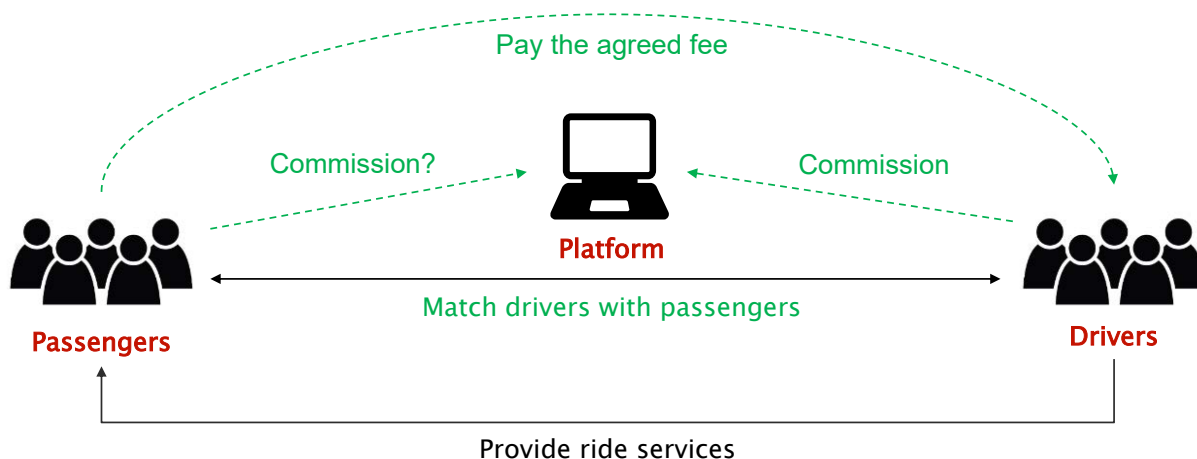 Pay the agreed fee
Commission?
Commission
Platform
Match drivers with passengers
Passengers
Drivers
Provide ride services